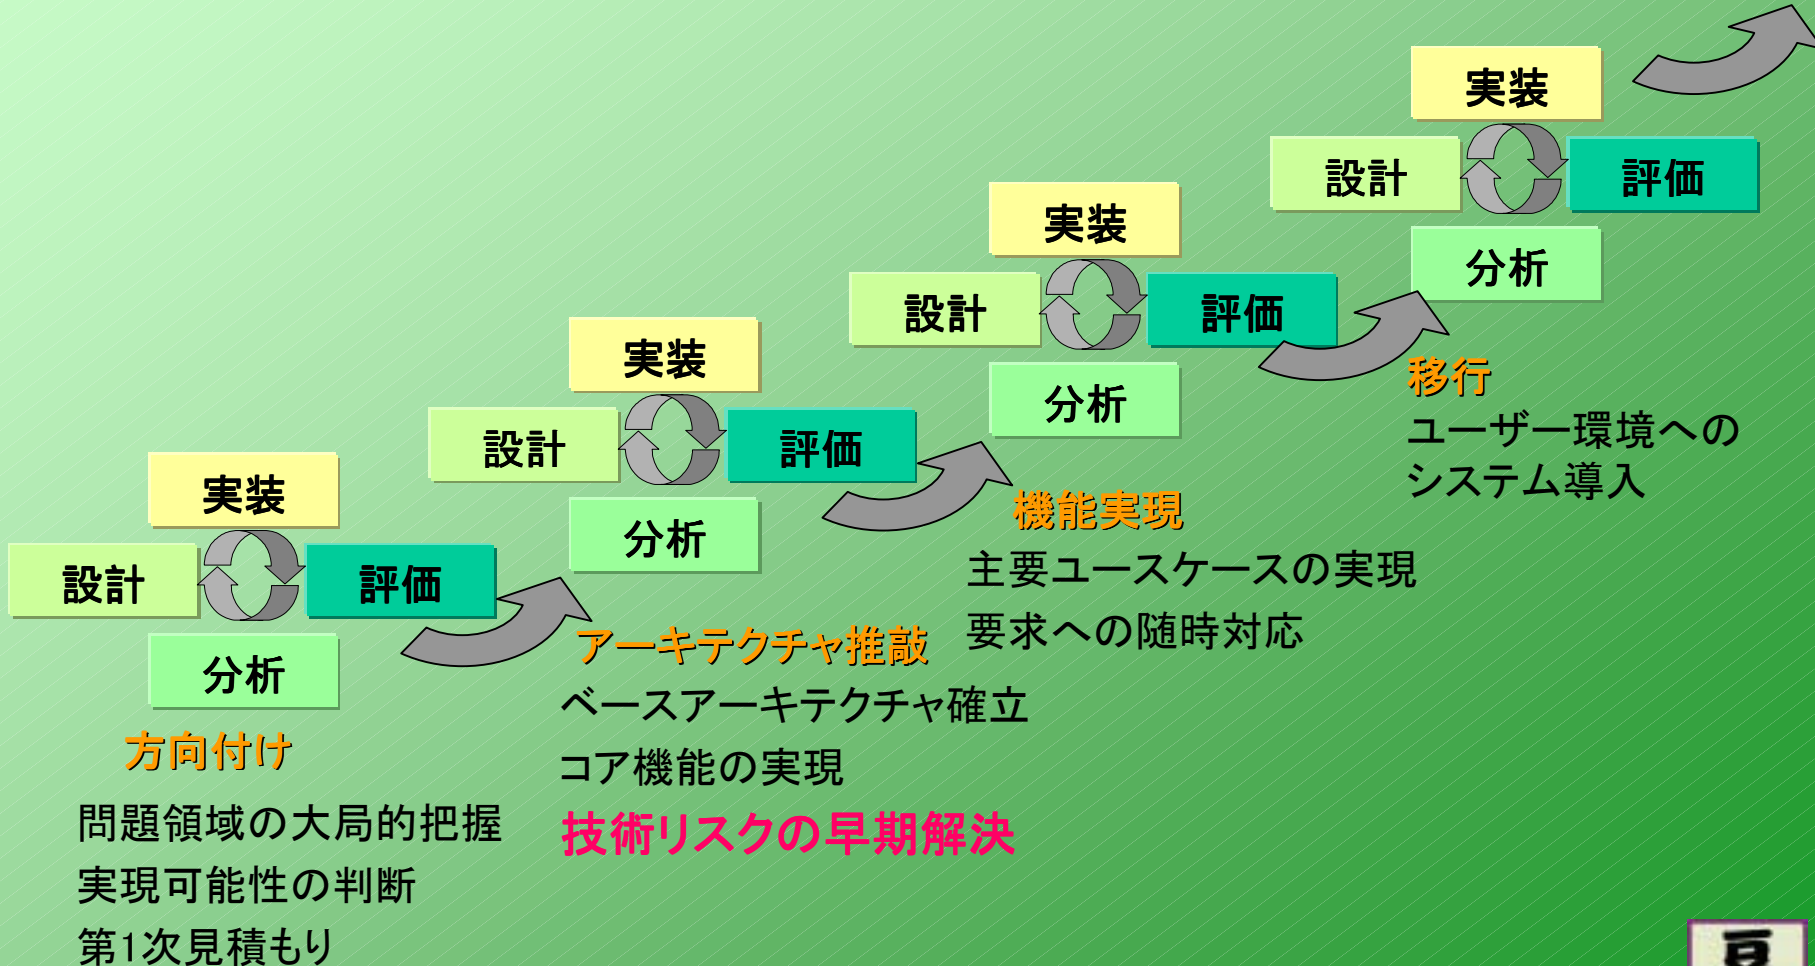 実装
設計
評価
分析
方向付け
問題領域の大局的把握
実現可能性の判断
第1次見積もり
実装
設計
評価
分析
アーキテクチャ推敲
ベースアーキテクチャ確立
コア機能の実現
技術リスクの早期解決
実装
設計
評価
分析
機能実現
主要ユースケースの実現
要求への随時対応
実装
設計
評価
分析
移行
ユーザー環境への
システム導入